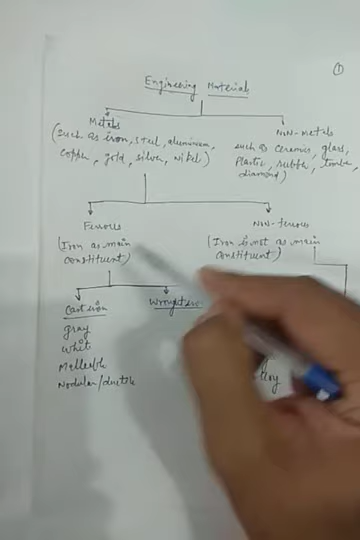 ①
Engineering Material
Metals
(such as iron, steel, aluminium,
copper, gold, silver, nikel)
Non-metals
such as ceramics, glass,
Plastic, rubber, timber,
diamond)
Ferrous
(Iron as main
constituent)
Non-ferrous
(Iron is not as main
constituent)
Cast iron
gray
White
Malleable
Nodular/ductile
Wrought iron